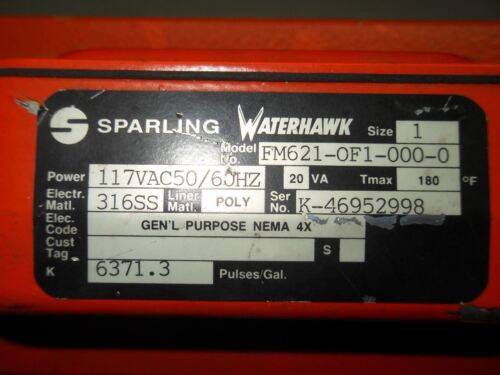 S SPARLING WATERHAWK Size 1
Model No. FM621-OF1-000-0
Power 117VAC50/60HZ 20 VA Tmax 180 °F
Electr. Matl. 316SS Liner Matl. POLY Ser No. K-46952998
Elec. Code GEN'L PURPOSE NEMA 4X
Cust Tag. S
K 6371.3 Pulses/Gal.